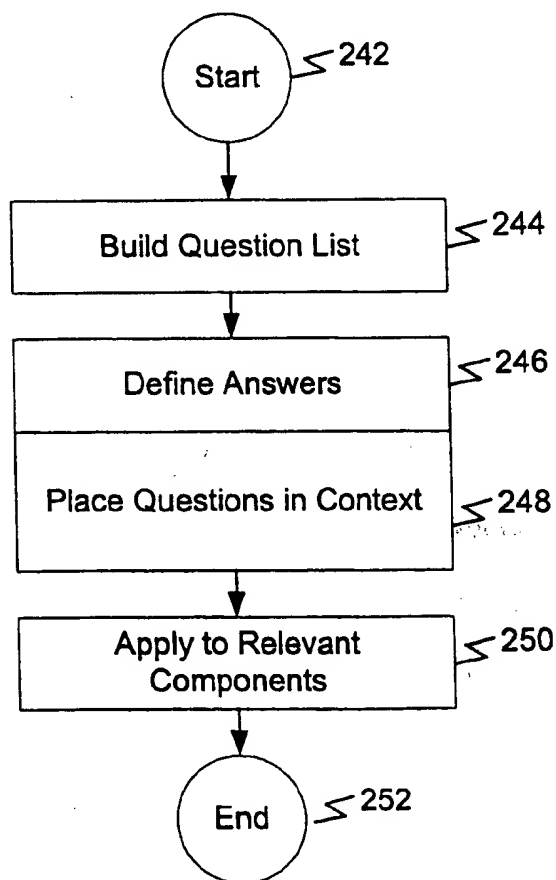 Start
242
Build Question List
244
Define Answers
246
Place Questions in Context
248
Apply to Relevant
Components
250
End
252